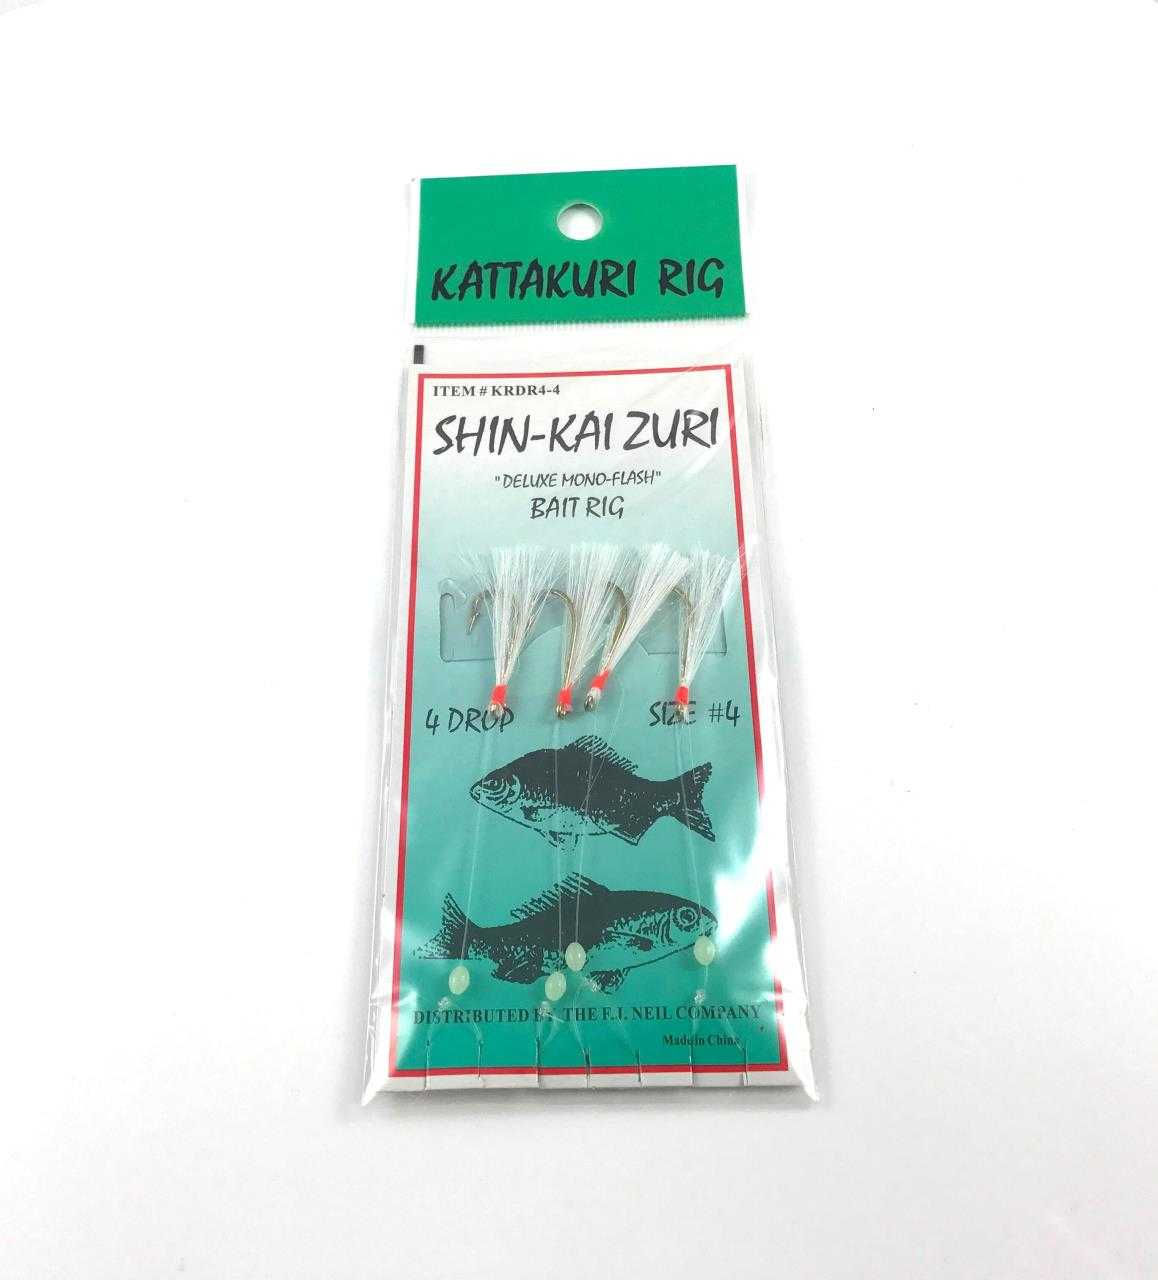 KATTAKURI RIG
ITEM # KRDR4-4
SHIN-KAI ZURI
"DELUXE MONO-FLASH"
BAIT RIG
4 DROP SIZE #4
DISTRIBUTED BY THE F.J. NEIL COMPANY
Made in China